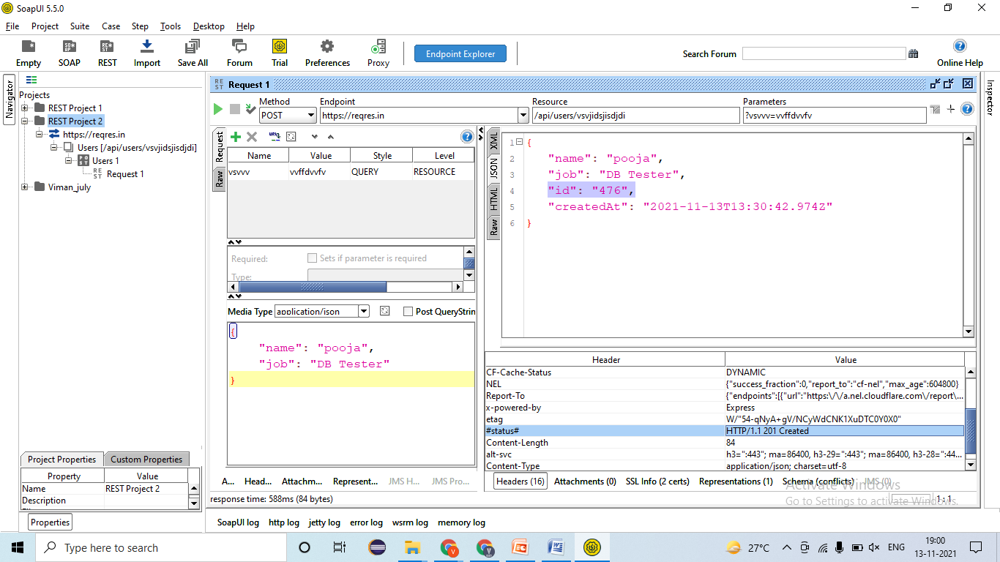 SoapUI 5.5.0
File Project Suite Case Step Tools Desktop Help
Empty SOAP REST Import Save All Forum Trial Preferences Proxy Endpoint Explorer Search Forum Online Help
Navigator
Projects
REST Project 1
REST Project 2
https://reqres.in
Users [/api/users/vsvjidsjisdjdi]
Users 1
Request 1
Viman_july
Project Properties Custom Properties
Property Value
Name REST Project 2
Description
Properties
REST Request 1
Method Endpoint Resource Parameters
POST https://reqres.in /api/users/vsvjidsjisdjdi ?vsvvv=vvffdvvfv
Request
Raw
Name Value Style Level
vsvvv vvffdvvfv QUERY RESOURCE
Required: Sets if parameter is required
Type:
Media Type application/json Post QueryStrin
{
"name": "pooja",
"job": "DB Tester"
}
A... Head... Attachm... Represent... JMS H... JMS Pro...
XML
JSON
HTML
Raw
1 {
2 "name": "pooja",
3 "job": "DB Tester",
4 "id": "476",
5 "createdAt": "2021-11-13T13:30:42.974Z"
6 }
Header Value
CF-Cache-Status DYNAMIC
NEL {"success_fraction":0,"report_to":"cf-nel","max_age":604800}
Report-To {"endpoints":[{"url":"https:\/\/a.nel.cloudflare.com\/report\...
x-powered-by Express
etag W/"54-qNyA+gV/NCyWdCNK1XuDTC0Y0X0"
#status# HTTP/1.1 201 Created
Content-Length 84
alt-svc h3=":443"; ma=86400, h3-29=":443"; ma=86400, h3-28=":44...
Content-Type application/json; charset=utf-8
Headers (16) Attachments (0) SSL Info (2 certs) Representations (1) Schema (conflicts) JMS (0)
response time: 588ms (84 bytes)
1 : 1
Activate Windows
Go to Settings to activate Windows.
Inspector
SoapUI log http log jetty log error log wsrm log memory log
Type here to search
27°C ENG 19:00
13-11-2021